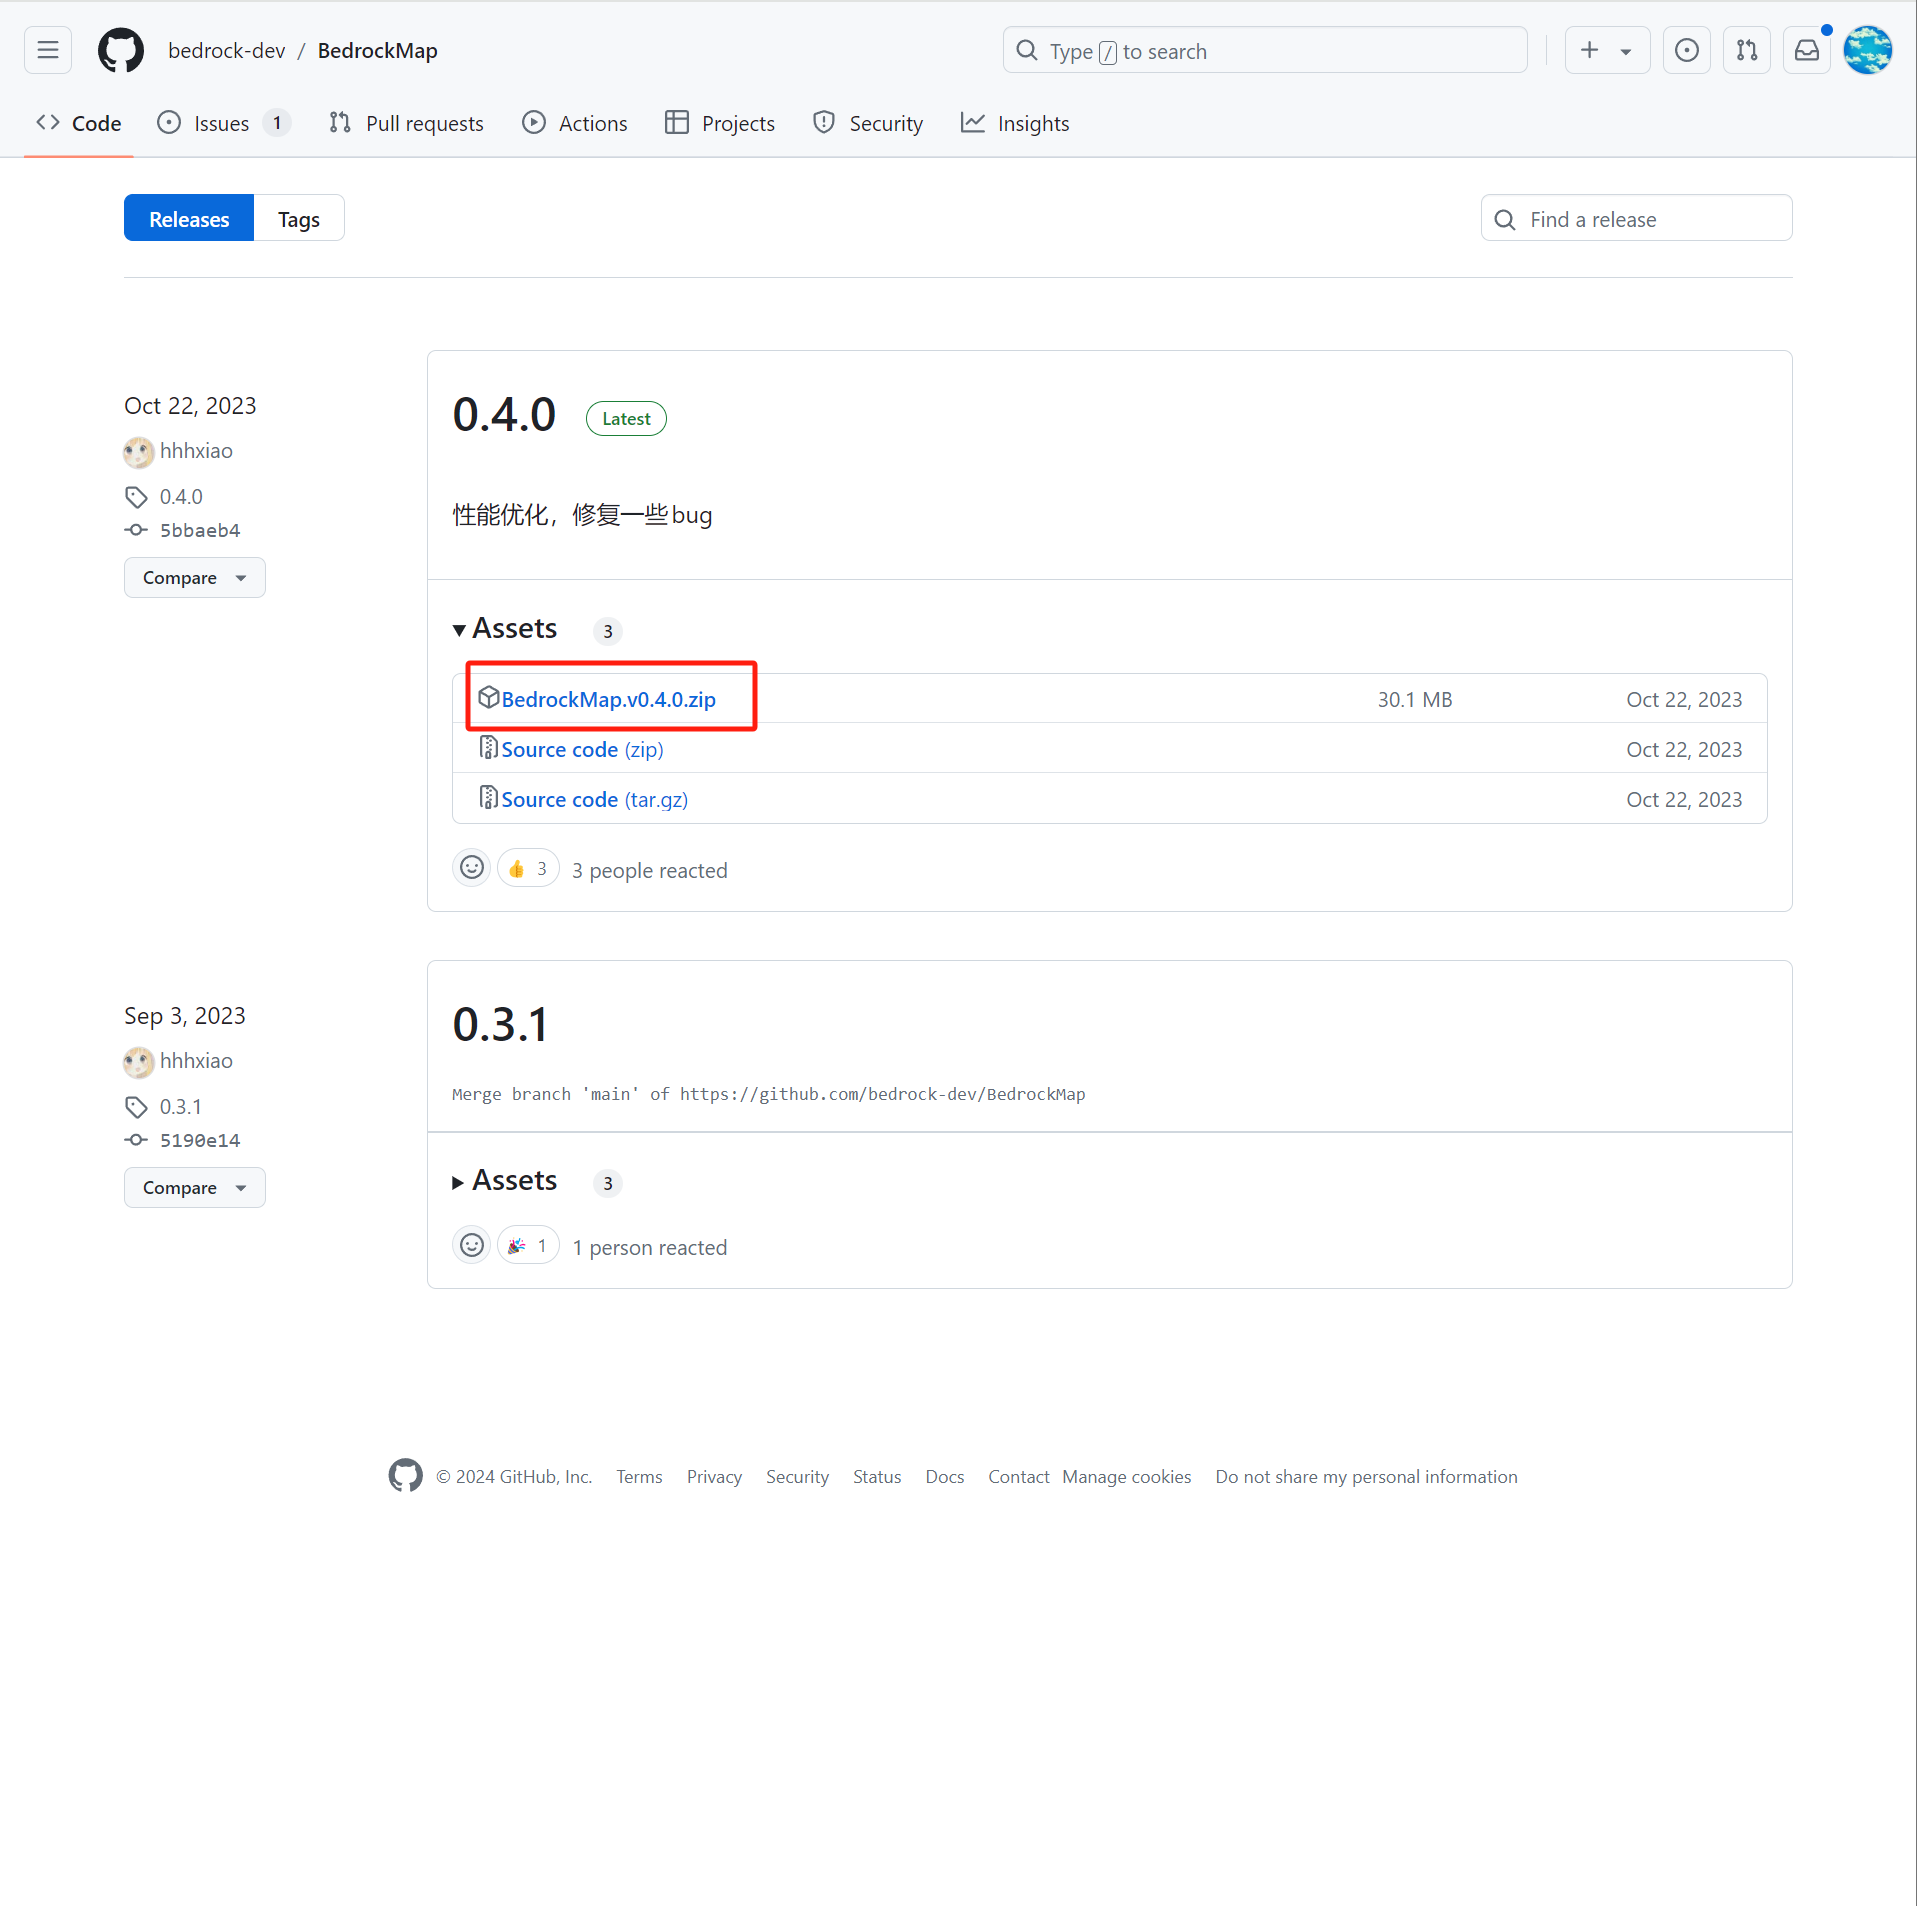 bedrock-dev / BedrockMap
Type / to search
Code
Issues 1
Pull requests
Actions
Projects
Security
Insights
Releases
Tags
Find a release
Oct 22, 2023
hhhxiao
0.4.0
5bbaeb4
Compare
0.4.0 Latest
性能优化，修复一些bug
Assets 3
BedrockMap.v0.4.0.zip 30.1 MB Oct 22, 2023
Source code (zip) Oct 22, 2023
Source code (tar.gz) Oct 22, 2023
👍 3 3 people reacted
Sep 3, 2023
hhhxiao
0.3.1
5190e14
Compare
0.3.1
Merge branch 'main' of https://github.com/bedrock-dev/BedrockMap
Assets 3
🎉 1 1 person reacted
© 2024 GitHub, Inc. Terms Privacy Security Status Docs Contact Manage cookies Do not share my personal information